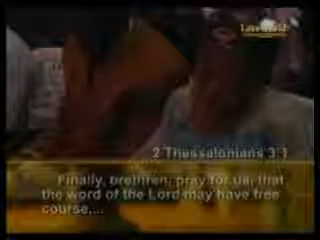 2 Thessalonians 3:1
Finally, brethren, pray for us, that
the word of the Lord may have free
course,...